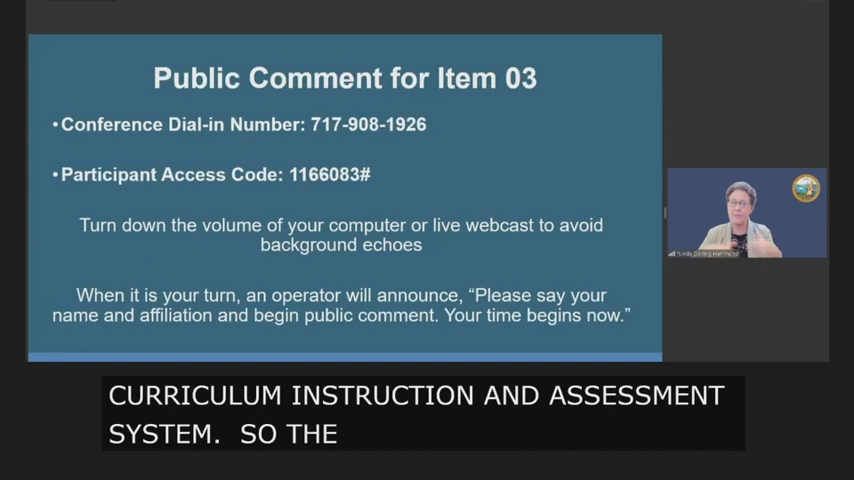 Public Comment for Item 03
•Conference Dial-in Number: 717-908-1926
•Participant Access Code: 1166083#
Turn down the volume of your computer or live webcast to avoid
background echoes
When it is your turn, an operator will announce, “Please say your
name and affiliation and begin public comment. Your time begins now.”
*Linda Darling Hammond
CURRICULUM INSTRUCTION AND ASSESSMENT
SYSTEM. SO THE